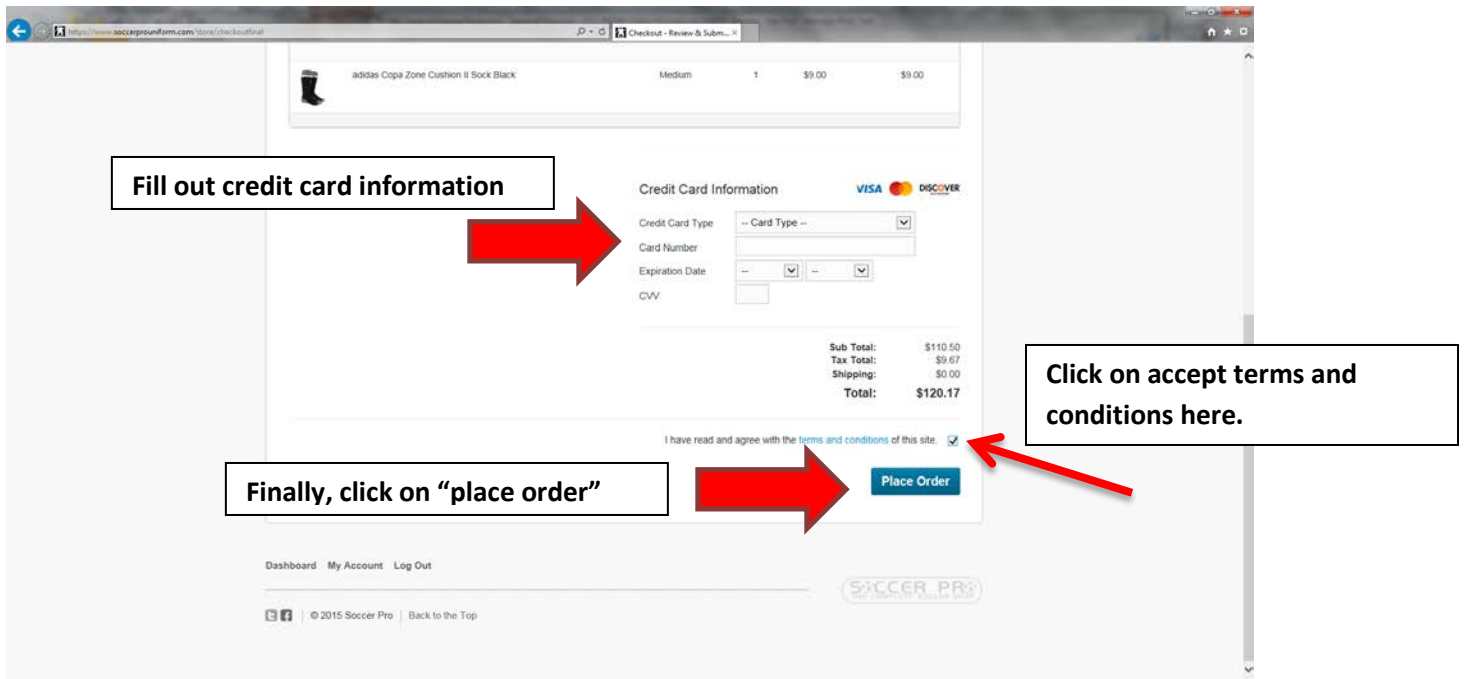 https://www.soccerprouniform.com/store/checkoutfinal
Checkout - Review & Subm...
adidas Copa Zone Cushion II Sock Black Medium 1 $9.00 $9.00
Fill out credit card information
Credit Card Information VISA DISCOVER
Credit Card Type -- Card Type --
Card Number
Expiration Date -- --
CVV
Sub Total: $110.50
Tax Total: $9.67
Shipping: $0.00
Total: $120.17
Click on accept terms and
conditions here.
I have read and agree with the terms and conditions of this site.
Finally, click on “place order”
Place Order
Dashboard My Account Log Out
SOCCER PRO
THE COMPLETE SOCCER SHOP
© 2015 Soccer Pro | Back to the Top